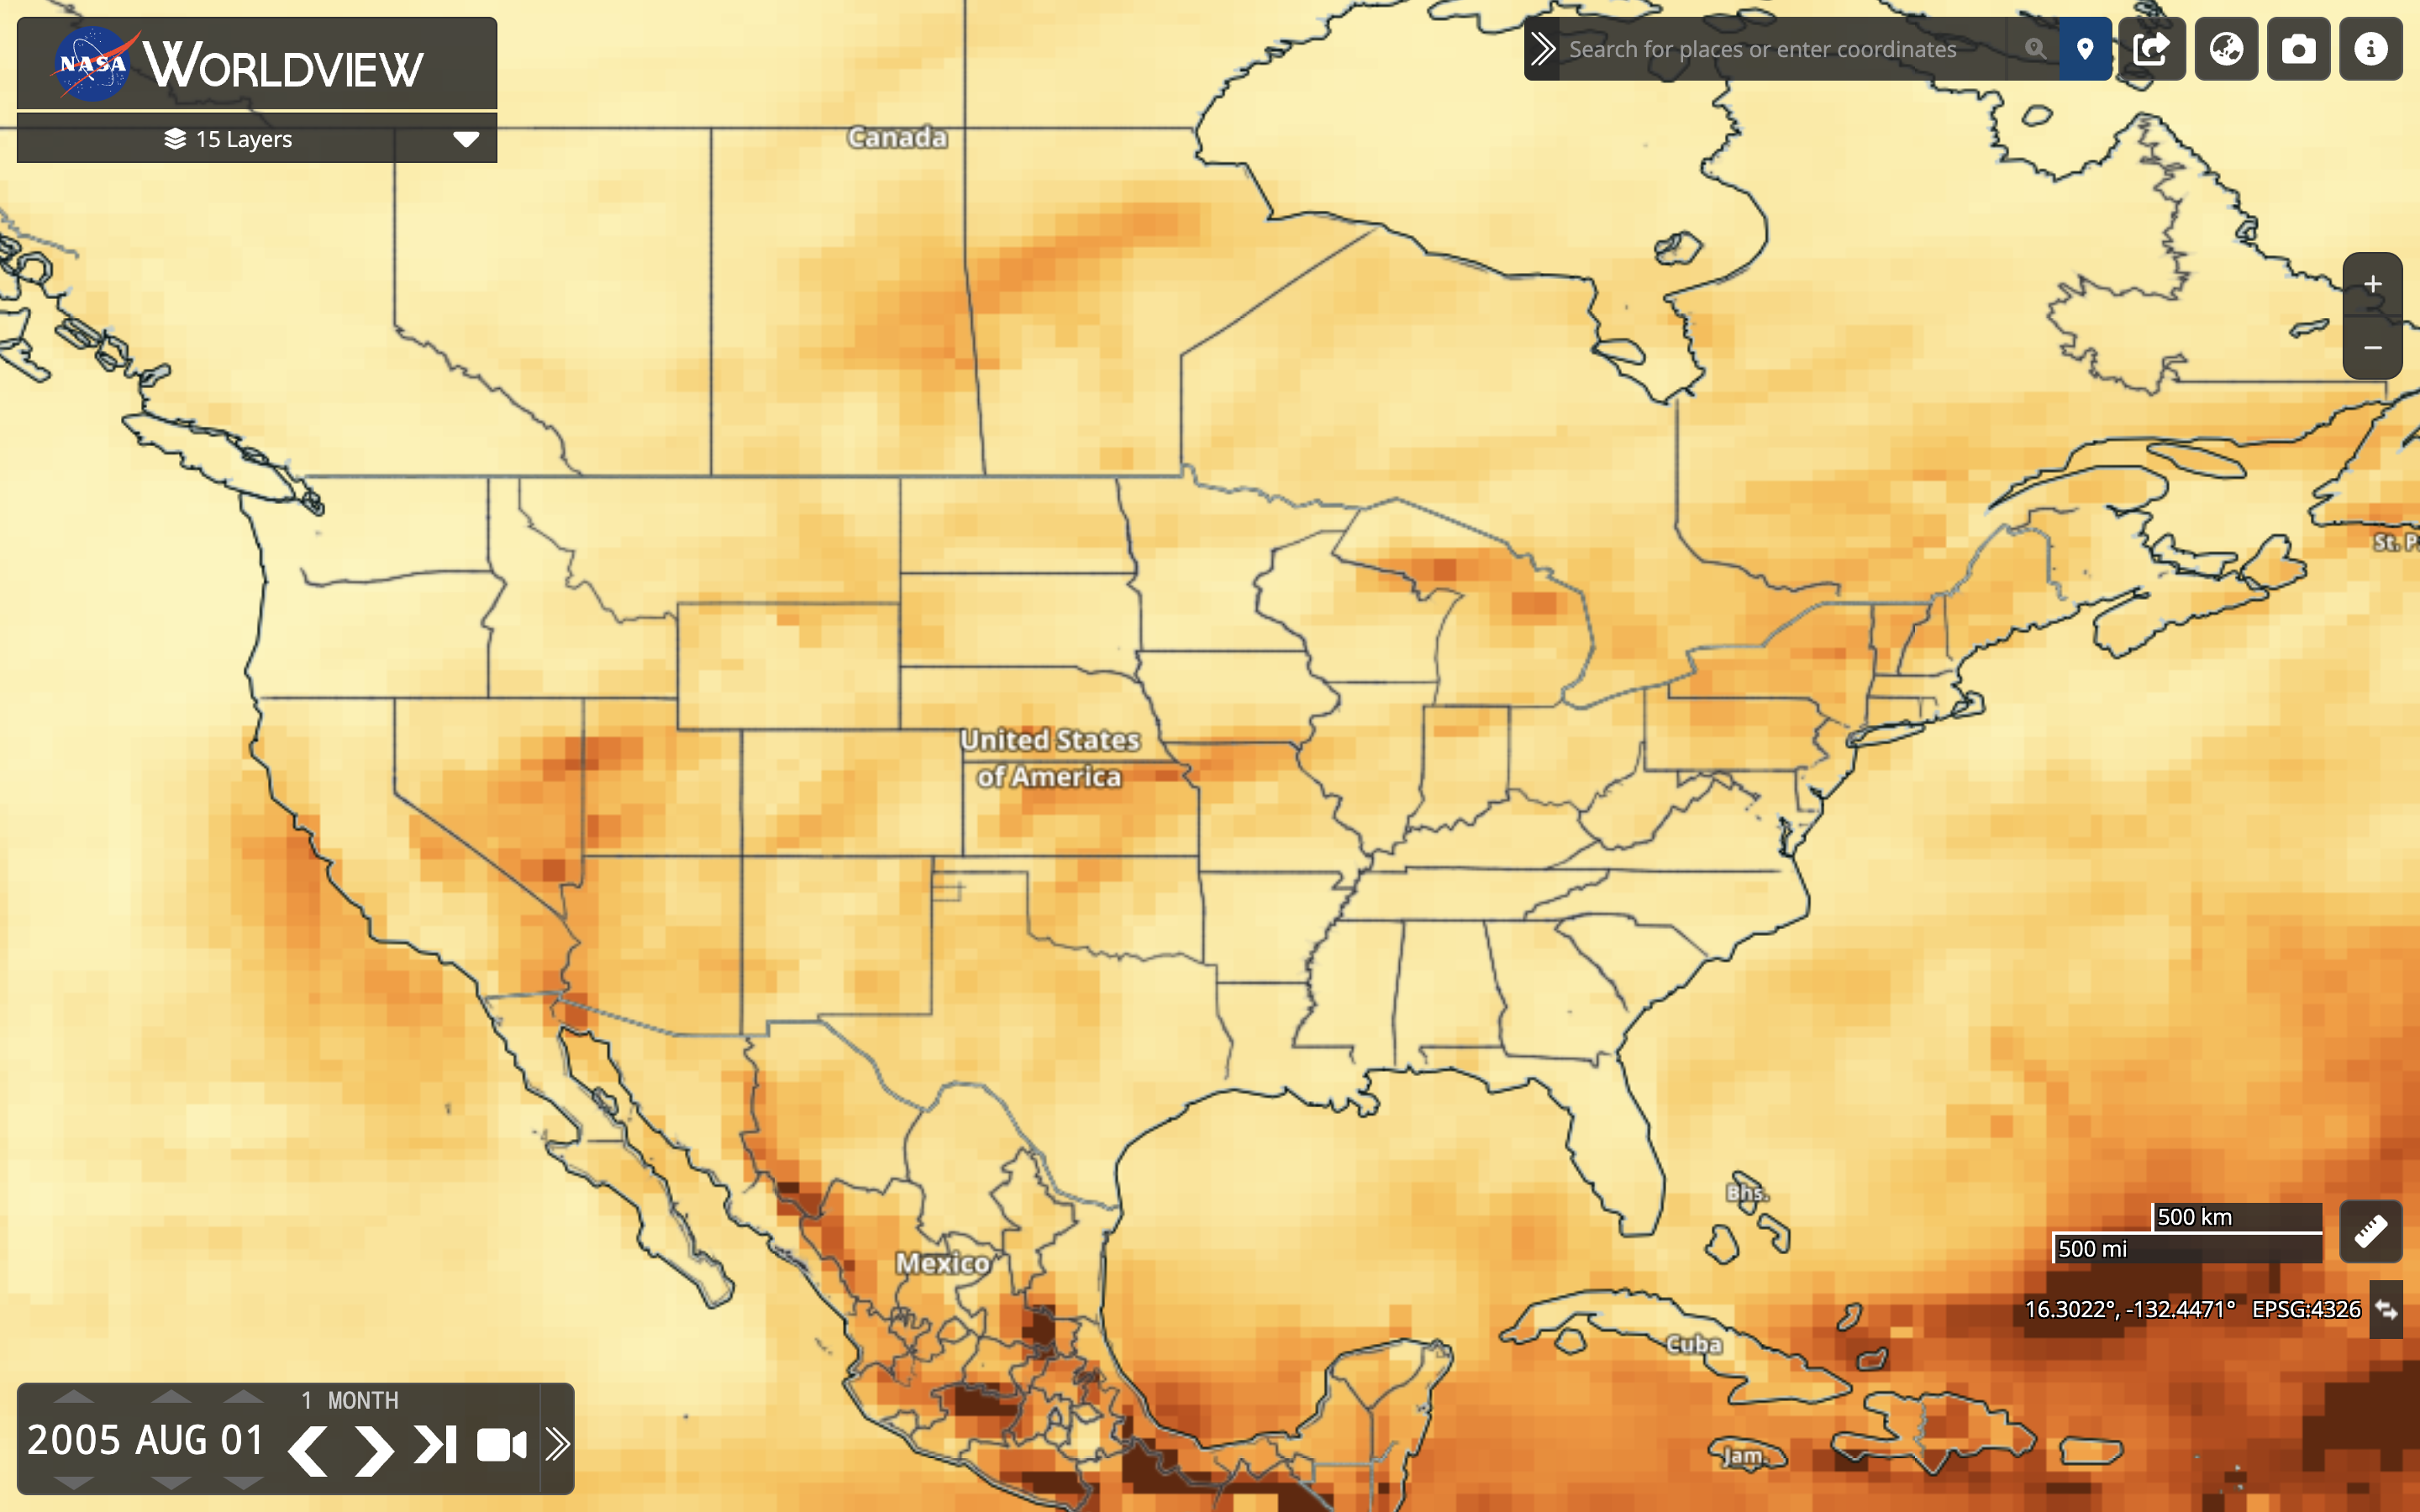 NASA WORLDVIEW
Search for places or enter coordinates
15 Layers
Canada
St. P
United States
of America
Bhs.
500 km
500 mi
Mexico
16.3022°, -132.4471° EPSG:4326
Cuba
1 MONTH
2005 AUG 01
Jam.